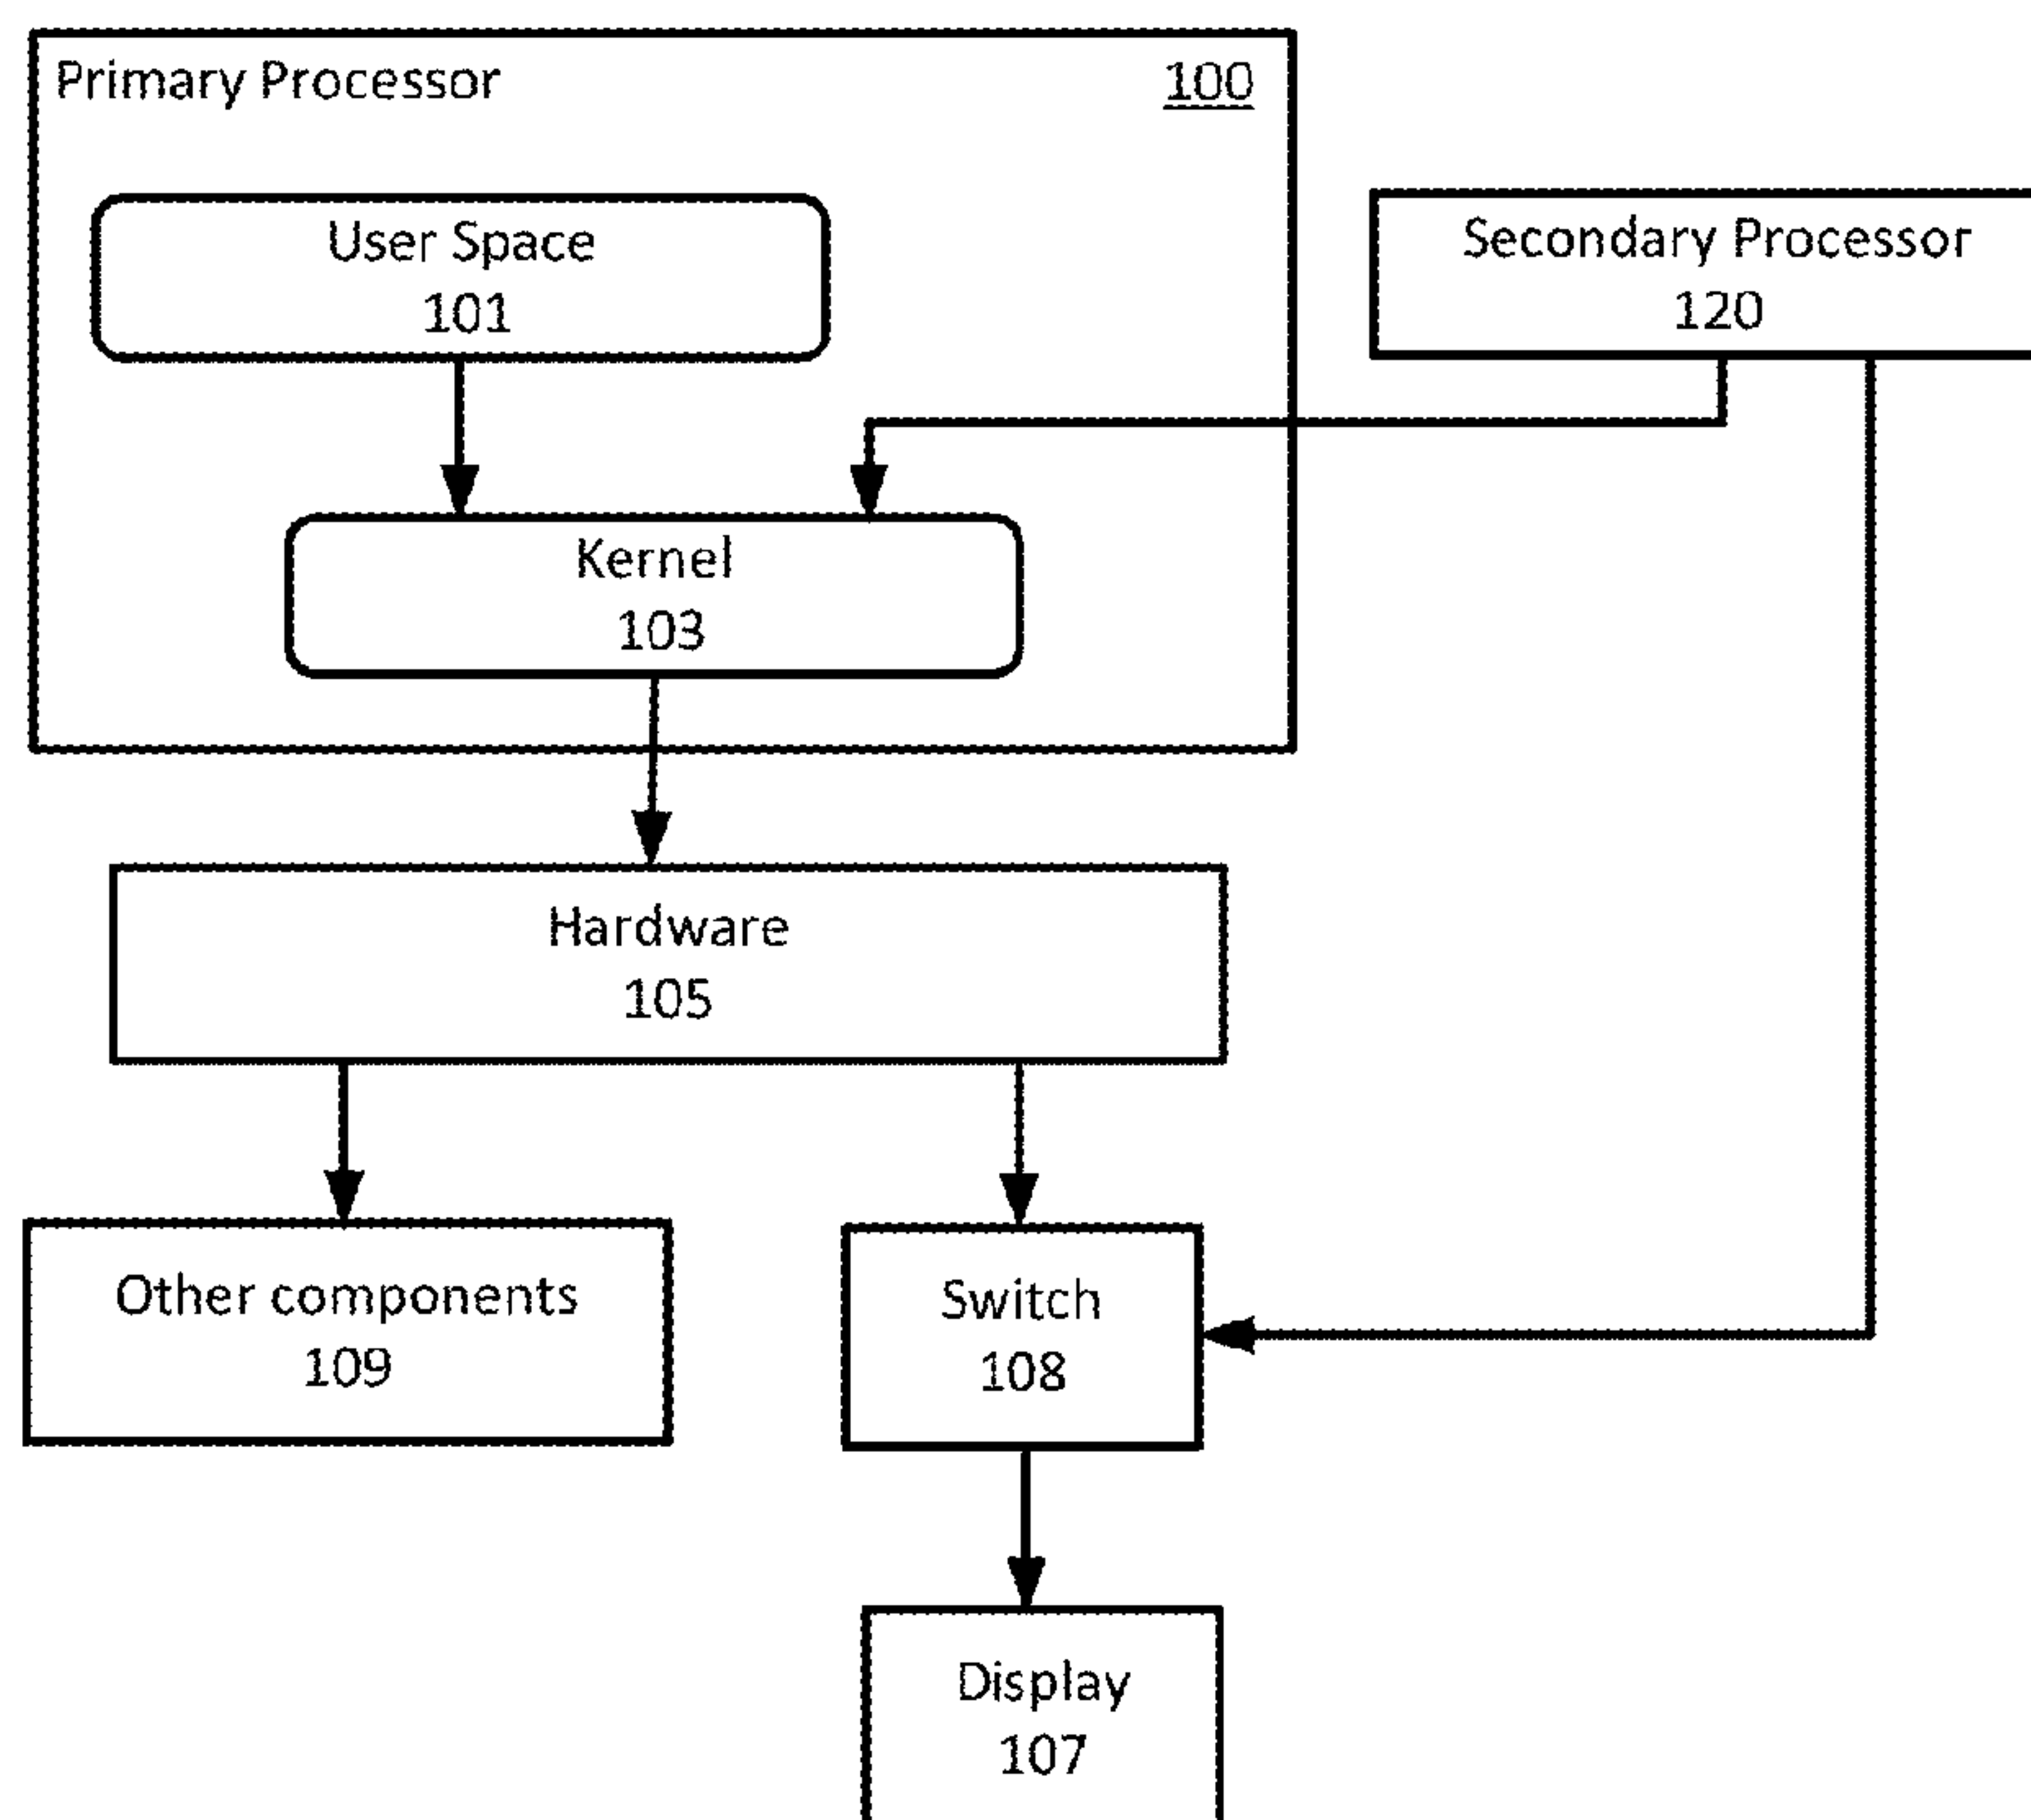 Primary Processor 100
User Space
101
Secondary Processor
120
Kernel
103
Hardware
105
Other components
109
Switch
108
Display
107